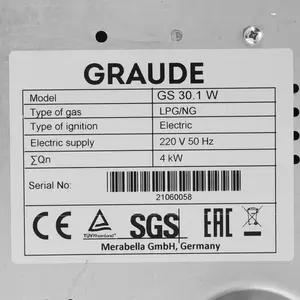 GRAUDE
Model GS 30.1 W
Type of gas LPG/NG
Type of ignition Electric
Electric supply 220 V 50 Hz
∑Qn 4 kW
Serial No:
21060058
CE TÜVRheinland SGS EAC
Merabella GmbH, Germany